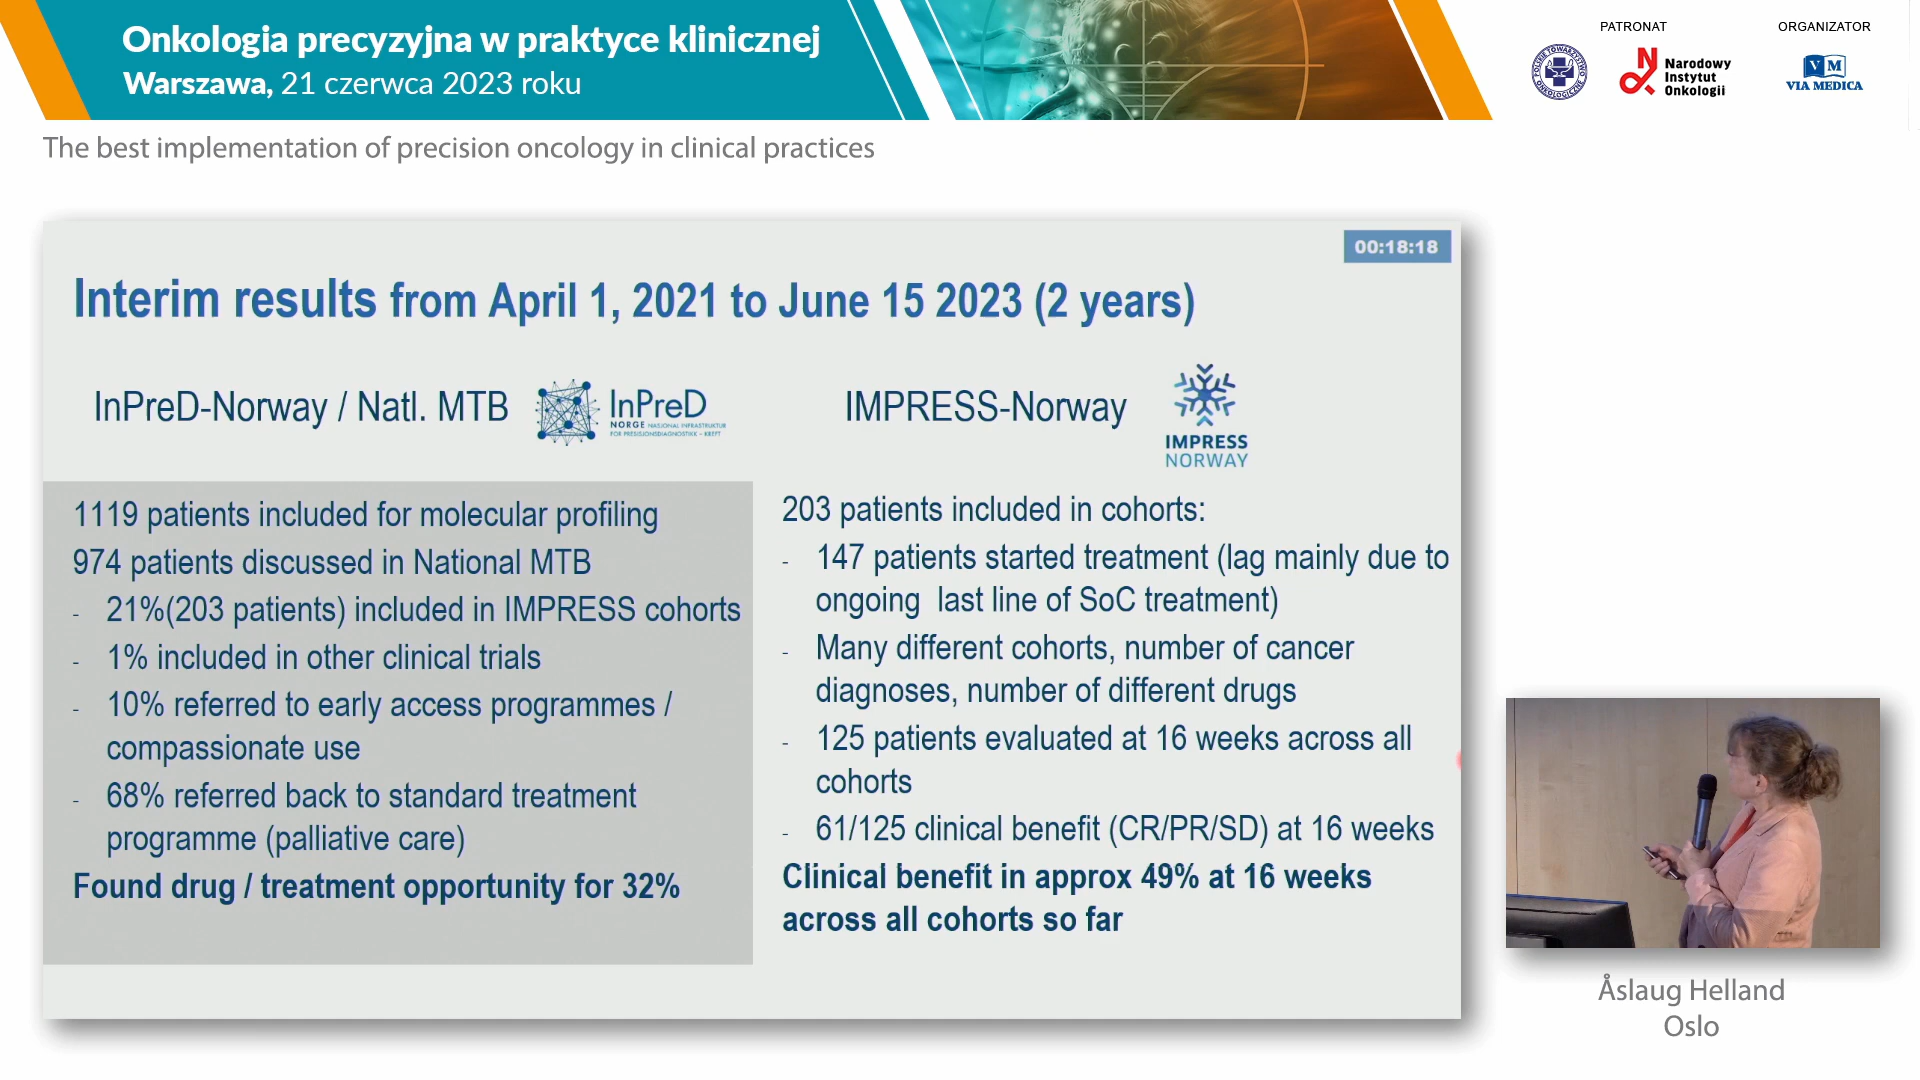 Onkologia precyzyjna w praktyce klinicznej
Warszawa, 21 czerwca 2023 roku
PATRONAT
ORGANIZATOR
POLSKIE TOWARZYSTWO ONKOLOGICZNE
Narodowy
Instytut
Onkologii
VM
VIA MEDICA
The best implementation of precision oncology in clinical practices
00:18:18
Interim results from April 1, 2021 to June 15 2023 (2 years)
InPreD-Norway / Natl. MTB
InPreD
NORGE NASJONAL INFRASTRUKTUR
FOR PRESISJONSDIAGNOSTIKK - KREFT
IMPRESS-Norway
IMPRESS
NORWAY
1119 patients included for molecular profiling
974 patients discussed in National MTB
- 21%(203 patients) included in IMPRESS cohorts
- 1% included in other clinical trials
- 10% referred to early access programmes /
compassionate use
- 68% referred back to standard treatment
programme (palliative care)
Found drug / treatment opportunity for 32%
203 patients included in cohorts:
- 147 patients started treatment (lag mainly due to
ongoing last line of SoC treatment)
- Many different cohorts, number of cancer
diagnoses, number of different drugs
- 125 patients evaluated at 16 weeks across all
cohorts
- 61/125 clinical benefit (CR/PR/SD) at 16 weeks
Clinical benefit in approx 49% at 16 weeks
across all cohorts so far
Åslaug Helland
Oslo